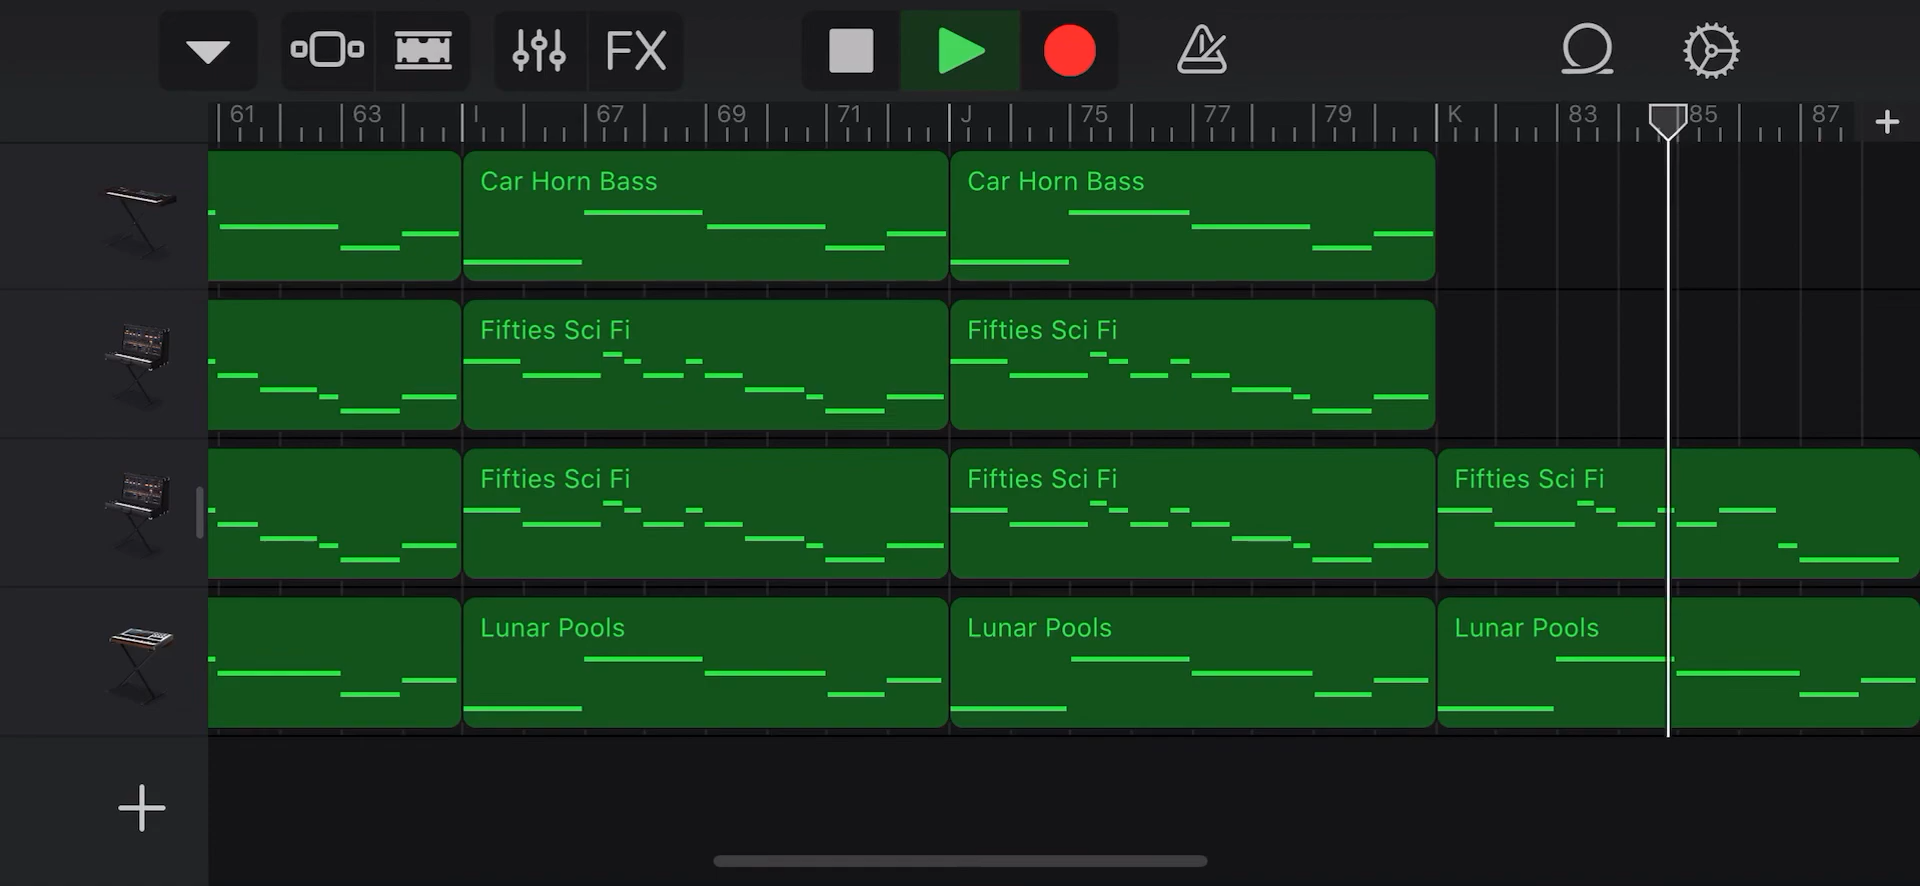 FX
61 63 I 67 69 71 J 75 77 79 K 83 85 87
Car Horn Bass Car Horn Bass
Fifties Sci Fi Fifties Sci Fi
Fifties Sci Fi Fifties Sci Fi Fifties Sci Fi
Lunar Pools Lunar Pools Lunar Pools